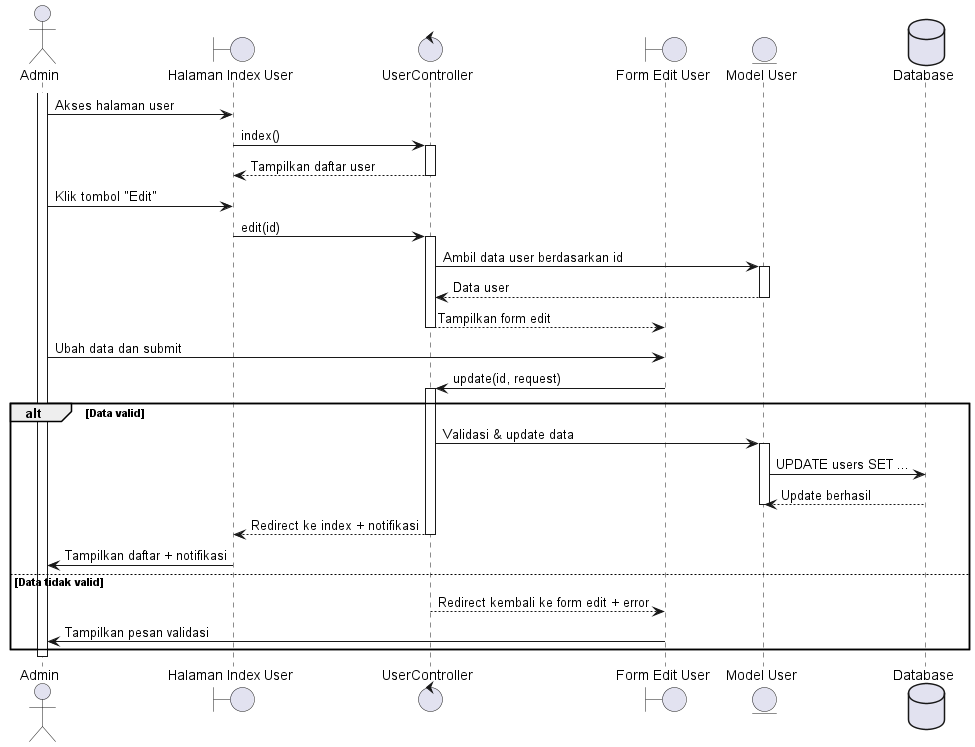 Admin
Halaman Index User
UserController
Form Edit User
Model User
Database
Akses halaman user
index()
Tampilkan daftar user
Klik tombol "Edit"
edit(id)
Ambil data user berdasarkan id
Data user
Tampilkan form edit
Ubah data dan submit
update(id, request)
alt
[Data valid]
Validasi & update data
UPDATE users SET ...
Update berhasil
Redirect ke index + notifikasi
Tampilkan daftar + notifikasi
[Data tidak valid]
Redirect kembali ke form edit + error
Tampilkan pesan validasi
Admin
Halaman Index User
UserController
Form Edit User
Model User
Database